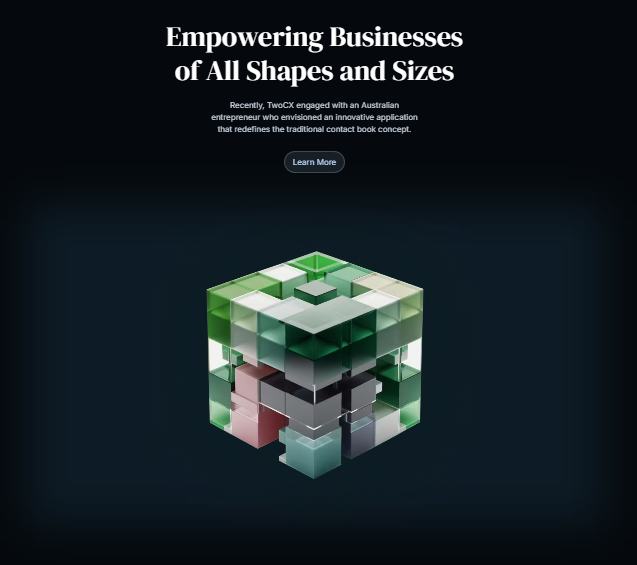 Empowering Businesses
of All Shapes and Sizes
Recently, TwoCX engaged with an Australian
entrepreneur who envisioned an innovative application
that redefines the traditional contact book concept.
Learn More